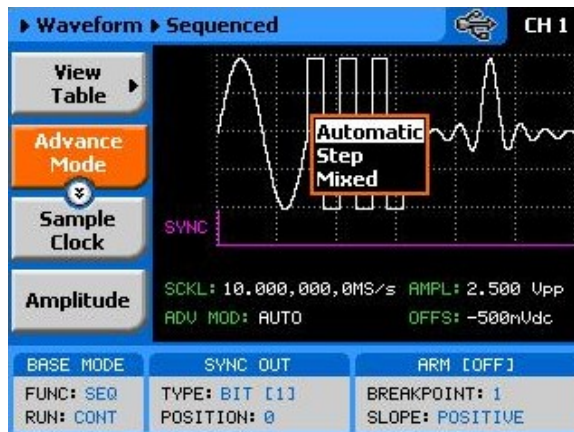 Waveform Sequenced CH 1
View
Table
Advance
Mode
Sample
Clock
Amplitude
Automatic
Step
Mixed
SYNC
SCKL: 10.000,000,0MS/s AMPL: 2.500 Vpp
ADV MOD: AUTO OFFS: -500mVdc
BASE MODE SYNC OUT ARM [OFF]
FUNC: SEQ TYPE: BIT [1] BREAKPOINT: 1
RUN: CONT POSITION: 0 SLOPE: POSITIVE